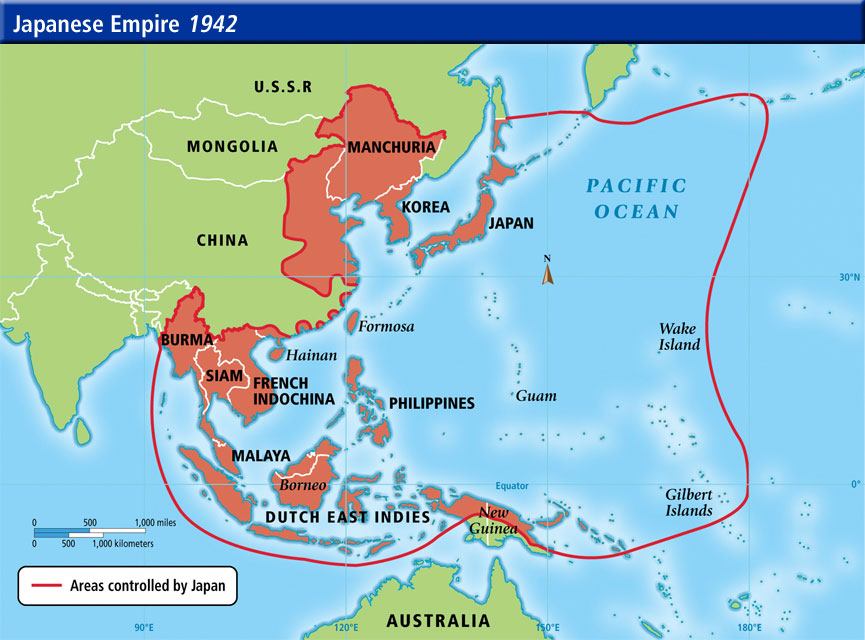 Japanese Empire 1942
U.S.S.R
MONGOLIA
MANCHURIA
PACIFIC
OCEAN
KOREA
JAPAN
CHINA
N
30°N
Formosa
Wake
Island
BURMA
Hainan
SIAM
FRENCH
INDOCHINA
Guam
PHILIPPINES
MALAYA
Borneo
Equator
0°
Gilbert
Islands
New
Guinea
DUTCH EAST INDIES
0 500 1,000 miles
0 500 1,000 kilometers
Areas controlled by Japan
AUSTRALIA
90°E
120°E
150°E
180°E